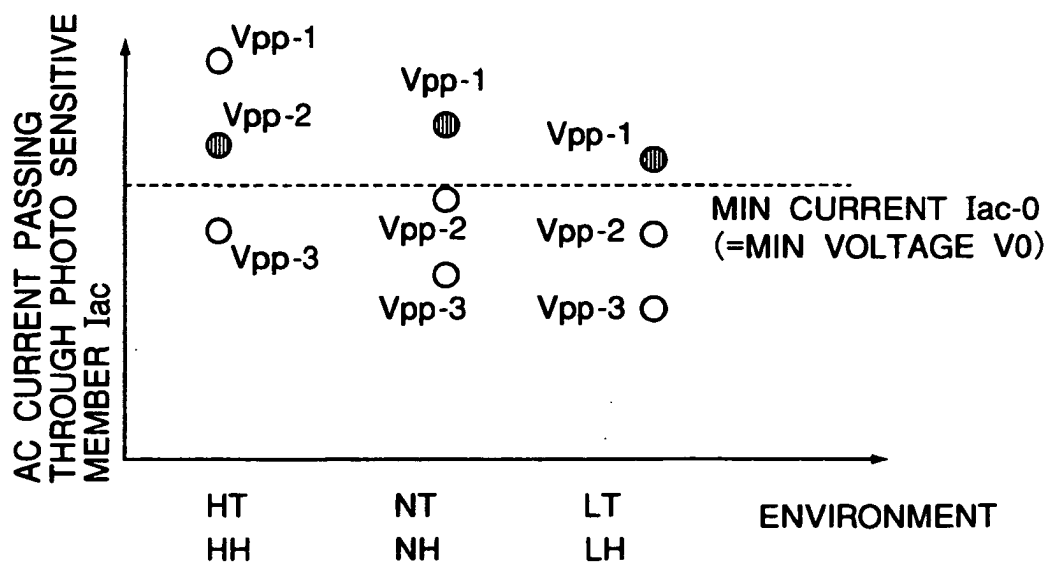 AC CURRENT PASSING
THROUGH PHOTO SENSITIVE
MEMBER Iac
Vpp-1
Vpp-2
Vpp-3
Vpp-1
Vpp-2
Vpp-3
Vpp-1
Vpp-2
Vpp-3
MIN CURRENT Iac-0
(=MIN VOLTAGE V0)
HT
HH
NT
NH
LT
LH
ENVIRONMENT